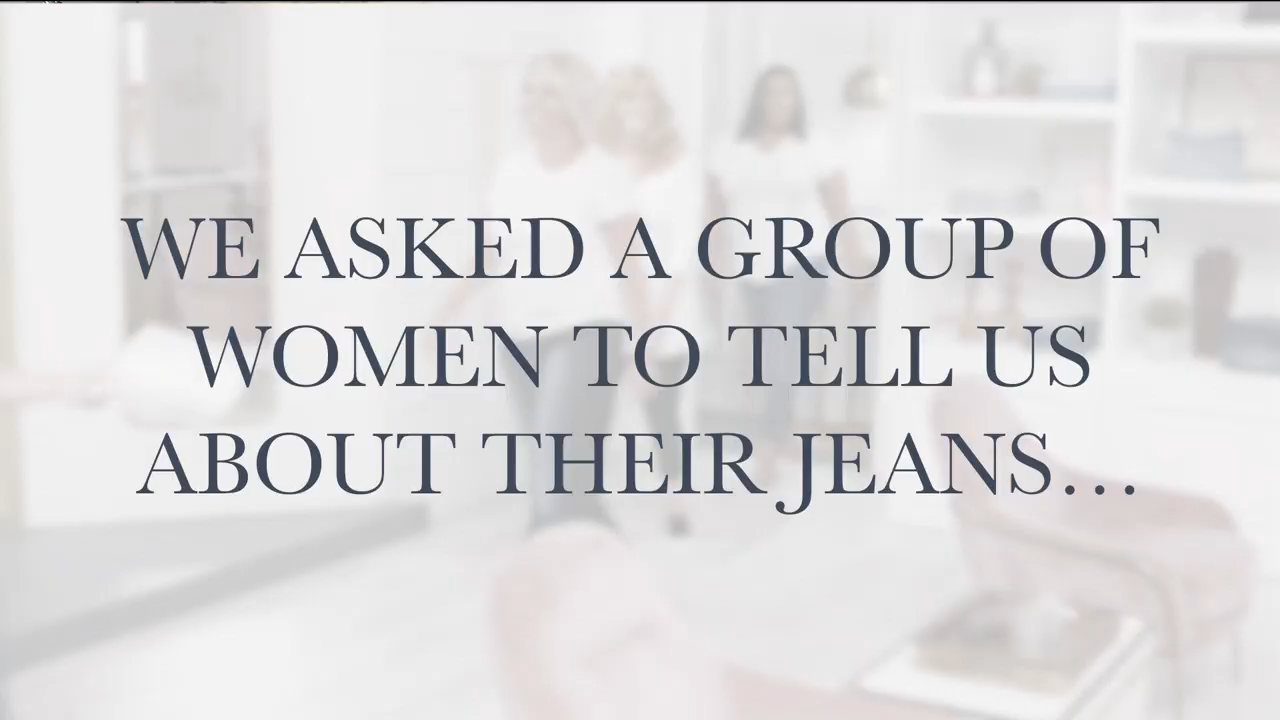 WE ASKED A GROUP OF
WOMEN TO TELL US
ABOUT THEIR JEANS...